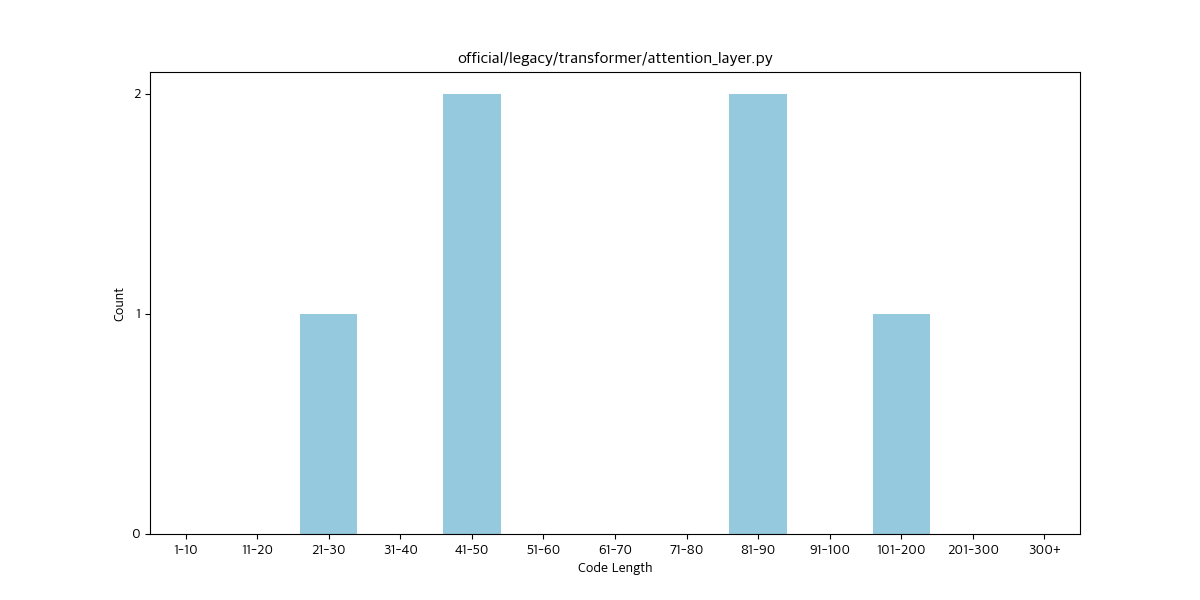 official/legacy/transformer/attention_layer.py
2
1
0
Count
1-10 11-20 21-30 31-40 41-50 51-60 61-70 71-80 81-90 91-100 101-200 201-300 300+
Code Length